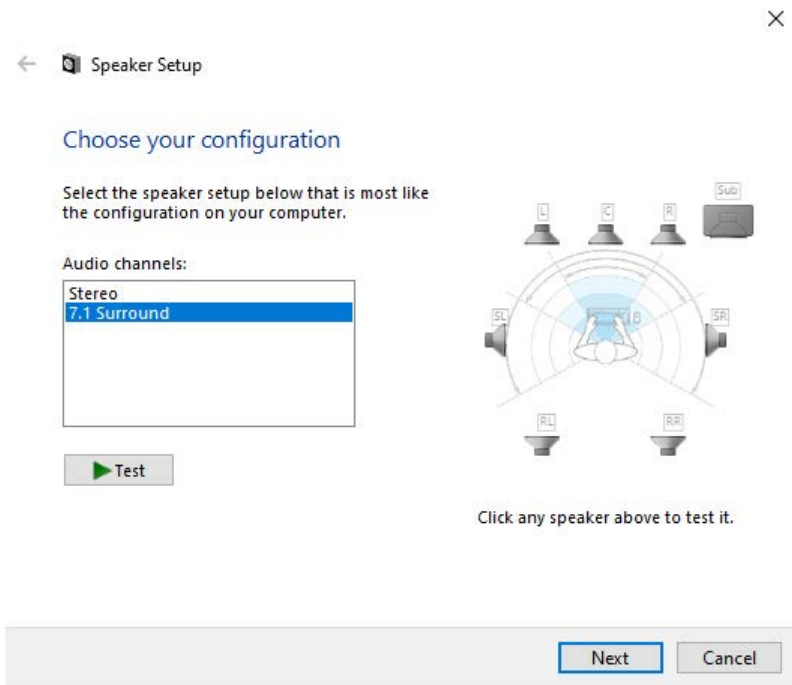 Speaker Setup
Choose your configuration
Select the speaker setup below that is most like
the configuration on your computer.
Audio channels:
Stereo
7.1 Surround
Test
L
C
R
Sub
SL
SR
RL
RR
Click any speaker above to test it.
Next
Cancel